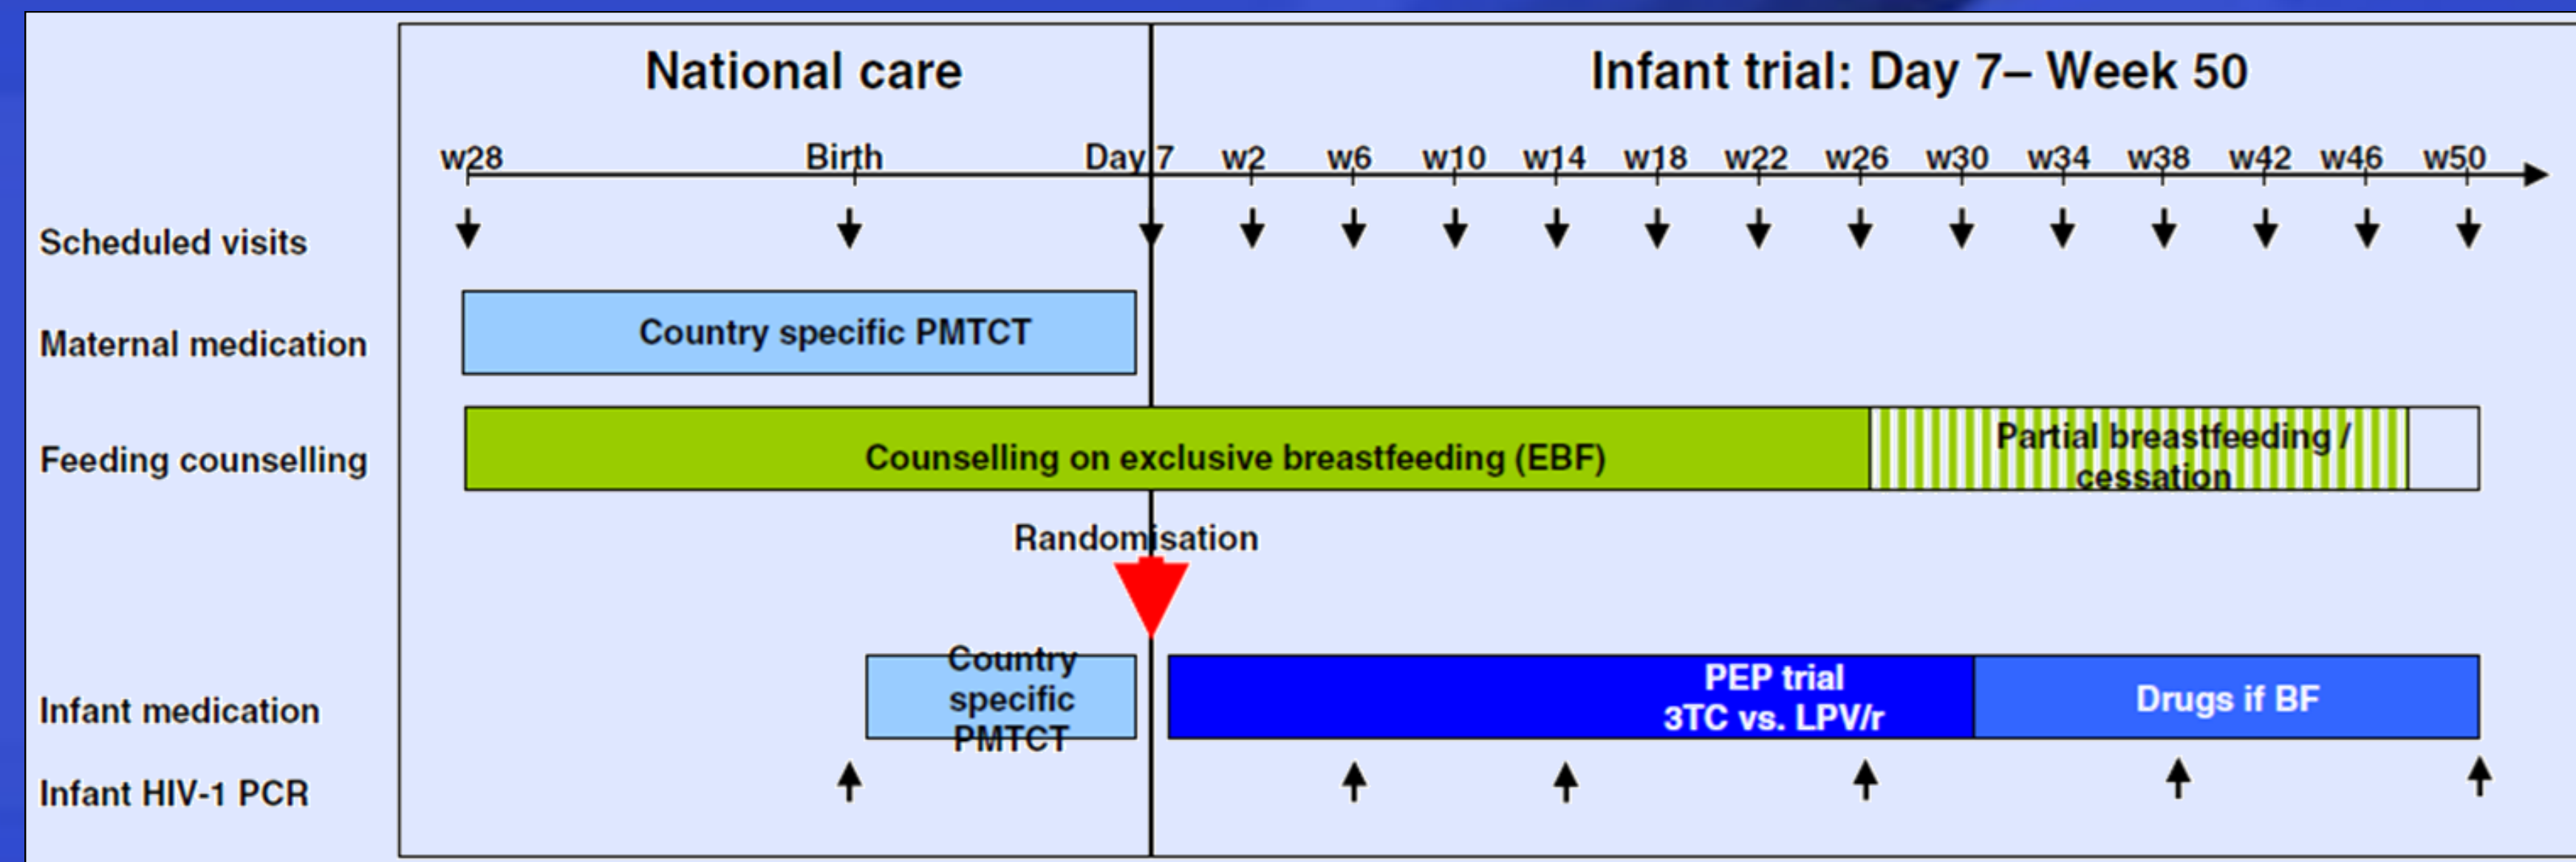 National care
Infant trial: Day 7– Week 50
w28 Birth Day 7 w2 w6 w10 w14 w18 w22 w26 w30 w34 w38 w42 w46 w50
Scheduled visits
Maternal medication
Country specific PMTCT
Feeding counselling
Counselling on exclusive breastfeeding (EBF)
Partial breastfeeding /
cessation
Randomisation
Infant medication
Country
specific
PMTCT
PEP trial
3TC vs. LPV/r
Drugs if BF
Infant HIV-1 PCR